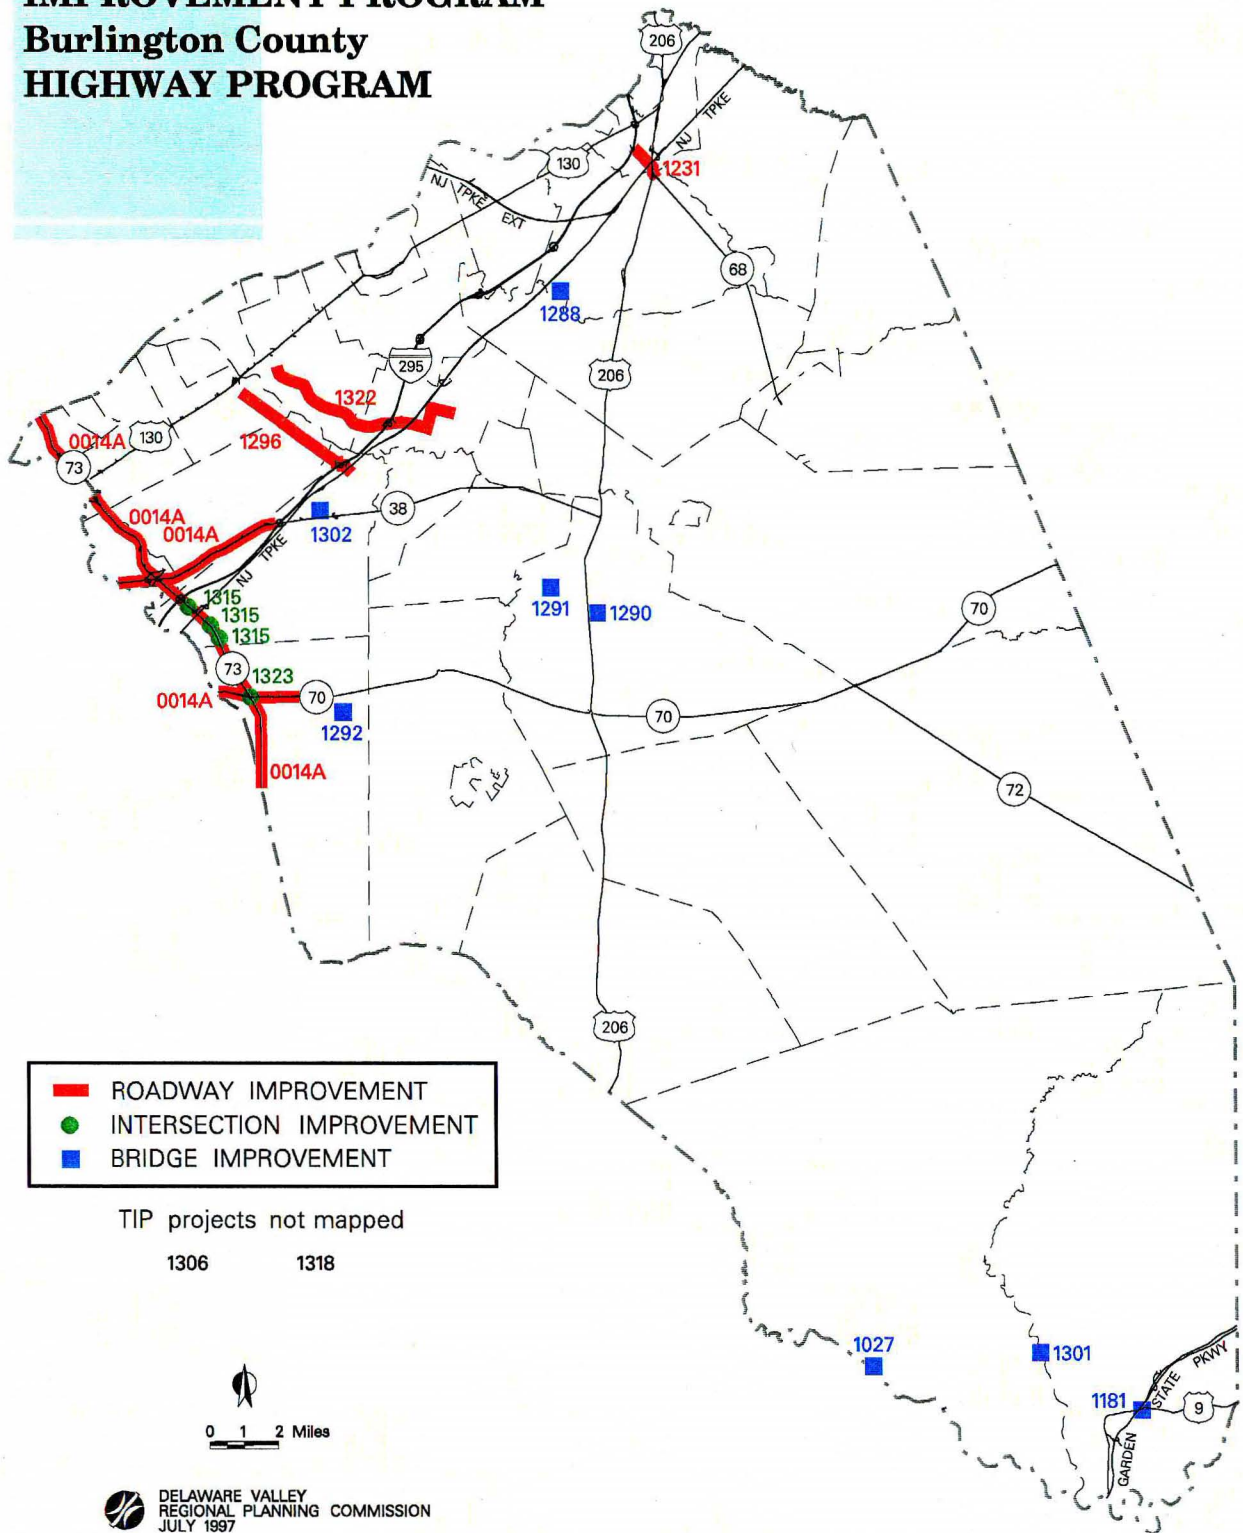 IMPROVEMENT PROGRAM
Burlington County
HIGHWAY PROGRAM
206
NJ TPKE
130
1231
NJ TPKE EXT
68
1288
295
206
1322
0014A
130
1296
73
38
0014A
0014A
1302
NJ TPKE
1315
1315
1315
1291
1290
70
73
1323
0014A
70
70
1292
0014A
72
206
ROADWAY IMPROVEMENT
INTERSECTION IMPROVEMENT
BRIDGE IMPROVEMENT
TIP projects not mapped
1306 1318
1027
1301
1181
GARDEN STATE PKWY
9
0 1 2 Miles
DELAWARE VALLEY
REGIONAL PLANNING COMMISSION
JULY 1997